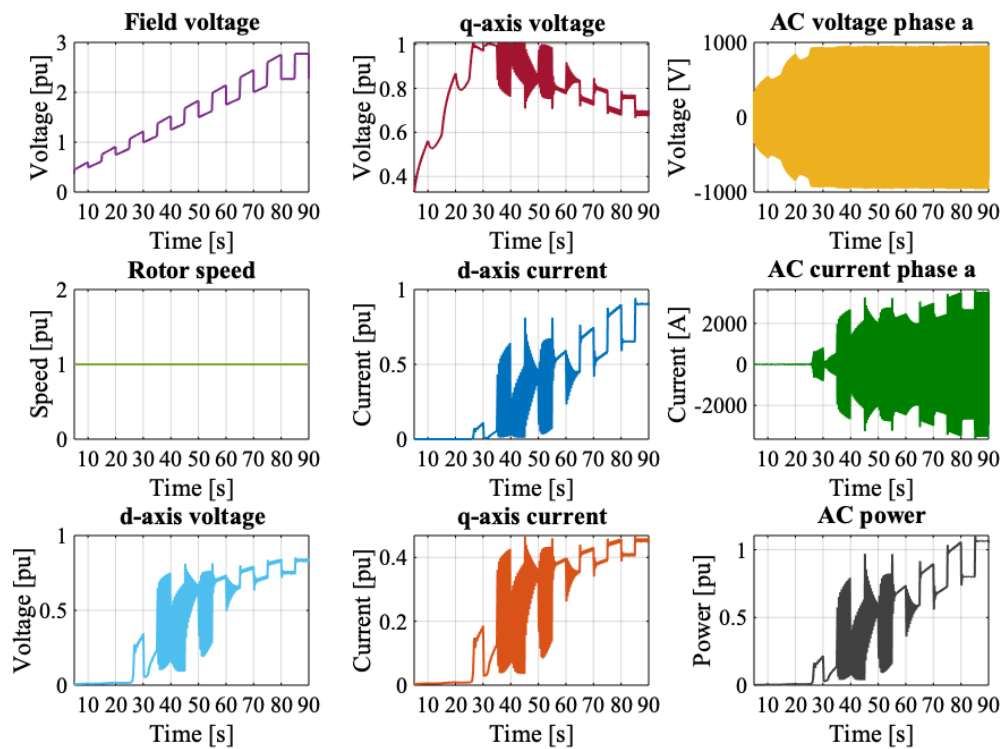 Field voltage
Voltage [pu]
3
2
1
0
10 20 30 40 50 60 70 80 90
Time [s]
q-axis voltage
Voltage [pu]
1
0.8
0.6
0.4
10 20 30 40 50 60 70 80 90
Time [s]
AC voltage phase a
Voltage [V]
1000
0
-1000
10 20 30 40 50 60 70 80 90
Time [s]
Rotor speed
Speed [pu]
2
1
0
10 20 30 40 50 60 70 80 90
Time [s]
d-axis current
Current [pu]
1
0.5
0
10 20 30 40 50 60 70 80 90
Time [s]
AC current phase a
Current [A]
2000
0
-2000
10 20 30 40 50 60 70 80 90
Time [s]
d-axis voltage
Voltage [pu]
1
0.5
0
10 20 30 40 50 60 70 80 90
Time [s]
q-axis current
Current [pu]
0.4
0.2
0
10 20 30 40 50 60 70 80 90
Time [s]
AC power
Power [pu]
1
0.5
0
10 20 30 40 50 60 70 80 90
Time [s]